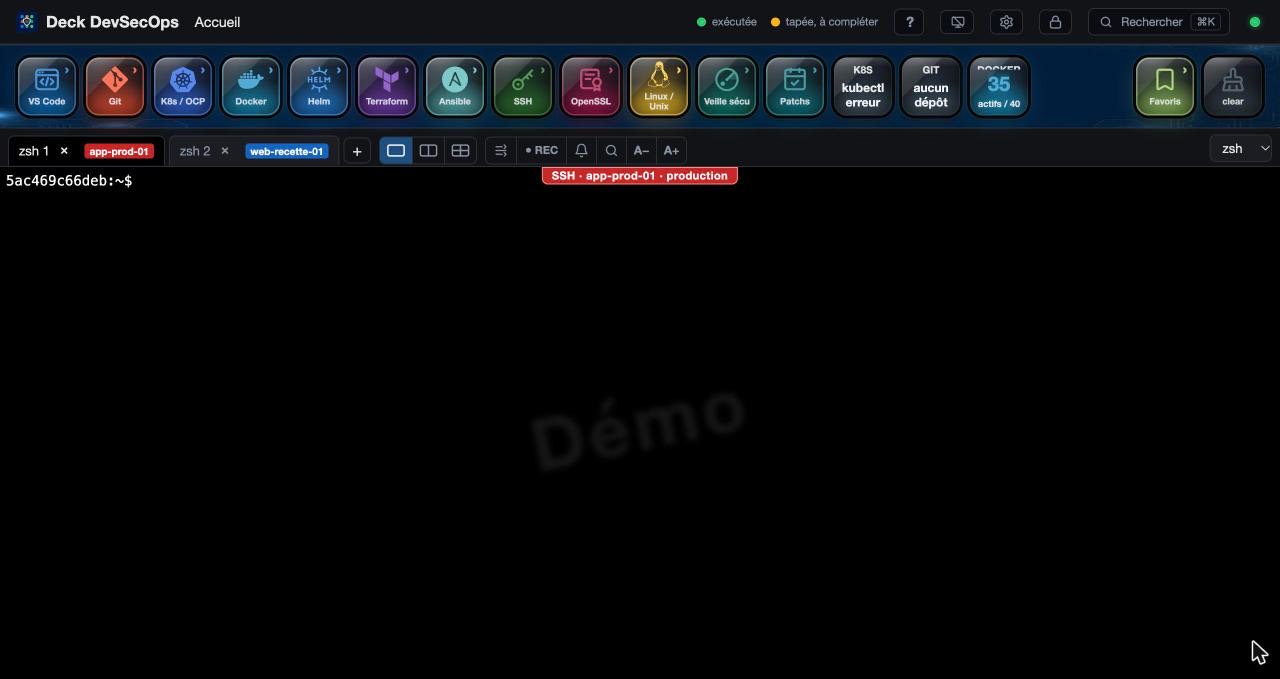 Deck DevSecOps Accueil exécutée tapée, à compléter ? Rechercher ⌘K
VS Code
Git
K8s / OCP
Docker
HELM
Helm
Terraform
Ansible
SSH
OpenSSL
Linux /
Unix
Veille sécu
Patchs
K8S
kubectl
erreur
GIT
aucun
dépôt
DOCKER
35
actifs / 40
Favoris
clear
zsh 1 × app-prod-01 zsh 2 × web-recette-01 + REC A− A+ zsh
SSH · app-prod-01 · production
5ac469c66deb:~$
Démo